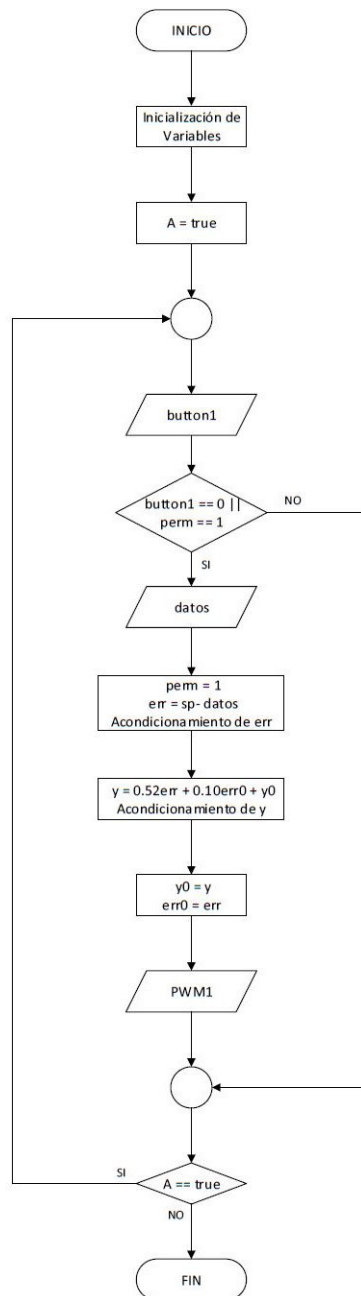 INICIO
Inicialización de
Variables
A = true
button1
button1 == 0 ||
perm == 1
NO
SI
datos
perm = 1
err = sp- datos
Acondicionamiento de err
y = 0.52err + 0.10err0 + y0
Acondicionamiento de y
y0 = y
err0 = err
PWM1
SI
A == true
NO
FIN